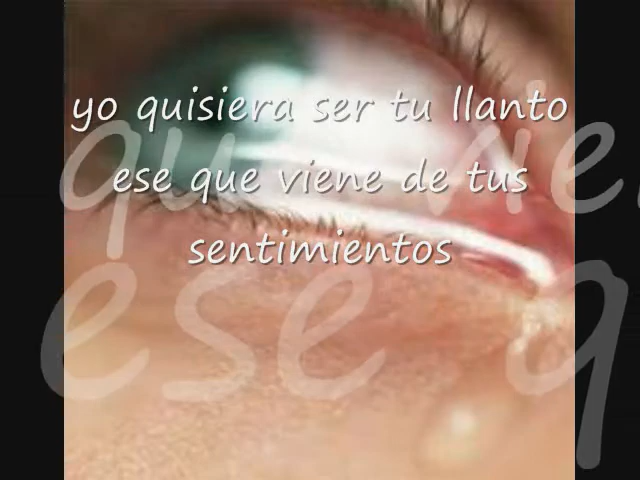 yo quisiera ser tu llanto
ese que viene de tus
sentimientos